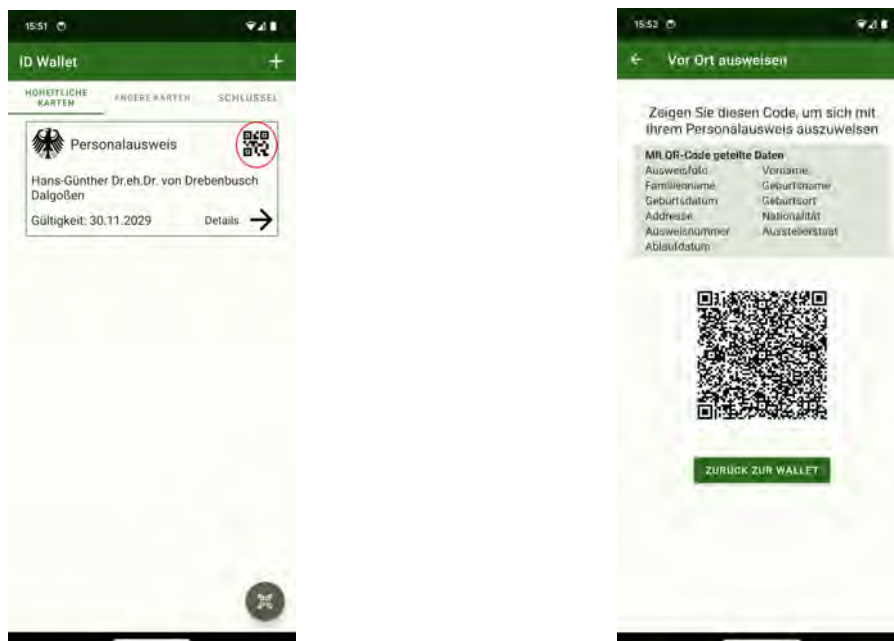 15:51
ID Wallet
HOHEITLICHE
KARTEN
ANDERE KARTEN
SCHLÜSSEL
Personalausweis
Hans-Günther Dr.eh.Dr. von Drebenbusch
Dalgoßen
Gültigkeit: 30.11.2029
Details
15:52
Vor Ort ausweisen
Zeigen Sie diesen Code, um sich mit
Ihrem Personalausweis auszuweisen
Mit QR-Code geteilte Daten
Ausweisfoto
Vorname
Familienname
Geburtsname
Geburtsdatum
Geburtsort
Addresse
Nationalität
Ausweisnummer
Ausstellerstaat
Ablaufdatum
ZURÜCK ZUR WALLET